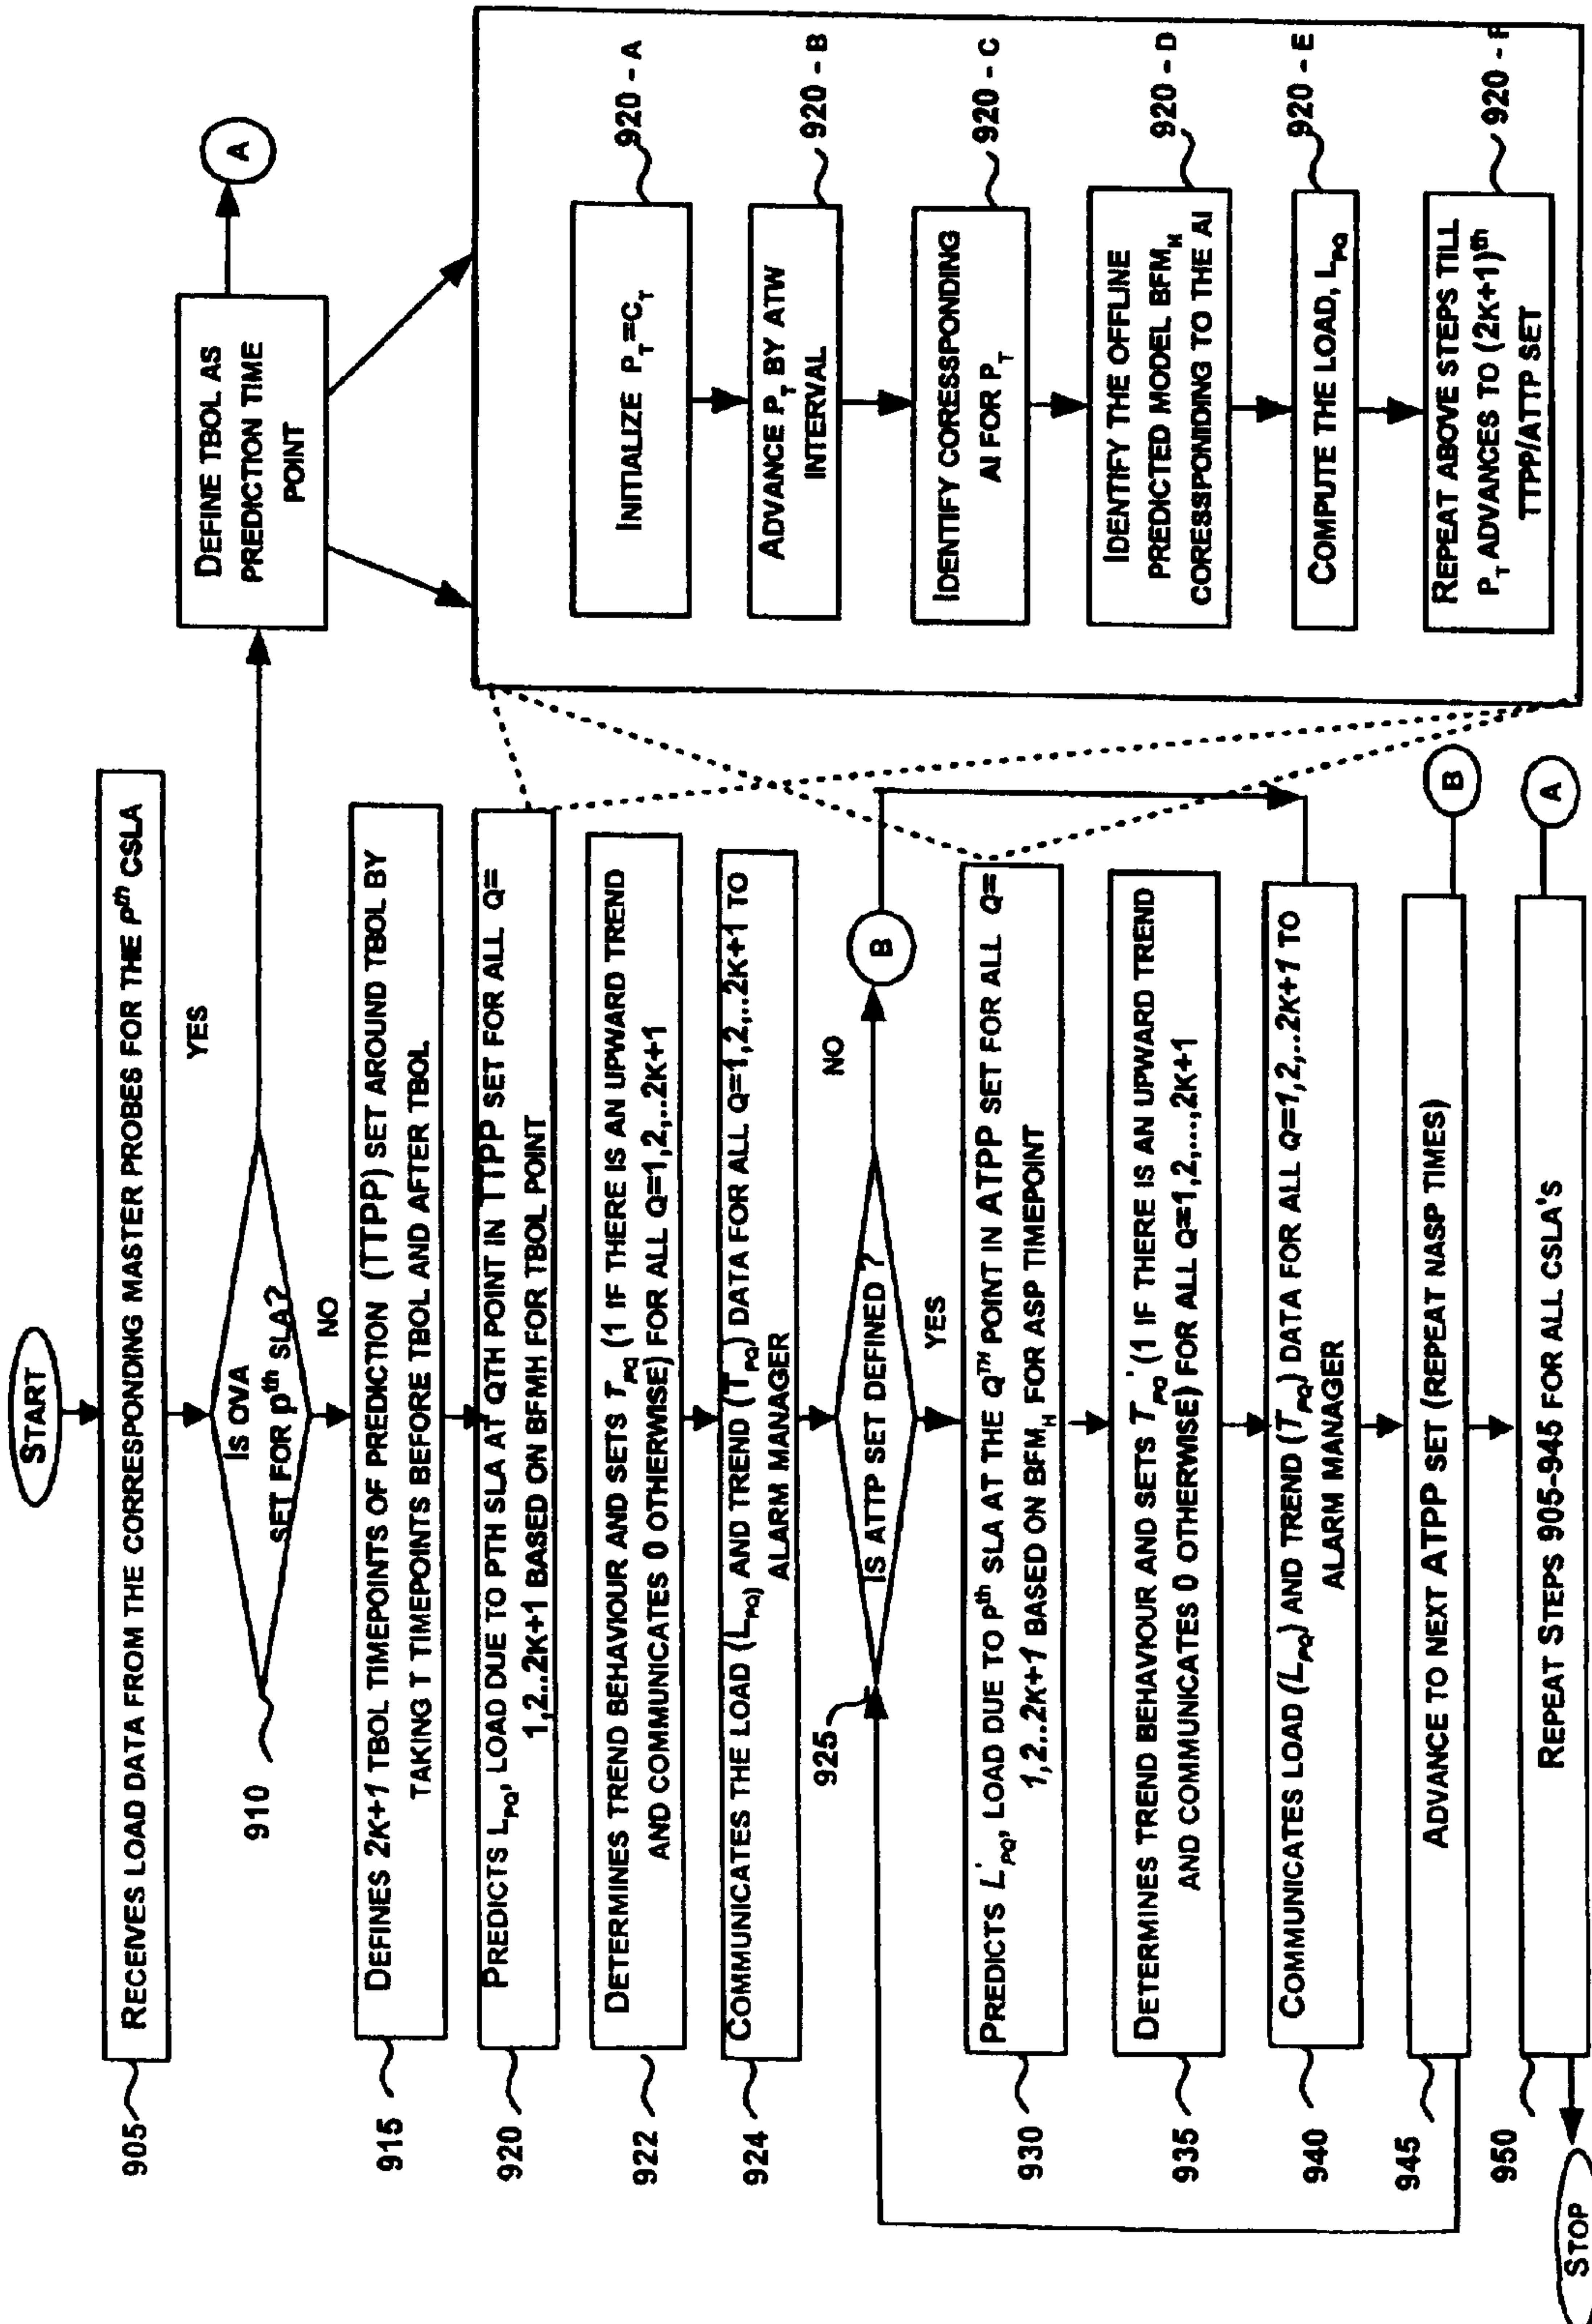 START
905
RECEIVES LOAD DATA FROM THE CORRESPONDING MASTER PROBES FOR THE Pth CSLA
910
IS OVA
SET FOR pth SLA?
YES
NO
DEFINE TBOL AS
PREDICTION TIME
POINT
A
915
DEFINES 2K+1 TBOL TIMEPOINTS OF PREDICTION (TTPP) SET AROUND TBOL BY
TAKING T TIMEPOINTS BEFORE TBOL AND AFTER TBOL
920
PREDICTS LPQ, LOAD DUE TO PTH SLA AT QTH POINT IN TTPP SET FOR ALL Q=
1,2..2K+1 BASED ON BFMH FOR TBOL POINT
922
DETERMINES TREND BEHAVIOUR AND SETS TPQ (1 IF THERE IS AN UPWARD TREND
AND COMMUNICATES 0 OTHERWISE) FOR ALL Q=1,2,..2K+1
924
COMMUNICATES THE LOAD (LPQ) AND TREND (TPQ) DATA FOR ALL Q=1,2,..2K+1 TO
ALARM MANAGER
925
IS ATTP SET DEFINED ?
NO
B
YES
930
PREDICTS L'PQ, LOAD DUE TO Pth SLA AT THE QTH POINT IN ATPP SET FOR ALL Q=
1,2..2K+1 BASED ON BFMH FOR ASP TIMEPOINT
935
DETERMINES TREND BEHAVIOUR AND SETS TPQ' (1 IF THERE IS AN UPWARD TREND
AND COMMUNICATES 0 OTHERWISE) FOR ALL Q=1,2,...,2K+1
940
COMMUNICATES LOAD (LPQ) AND TREND (TPQ) DATA FOR ALL Q=1,2,..2K+1 TO
ALARM MANAGER
945
ADVANCE TO NEXT ATPP SET (REPEAT NASP TIMES)
B
950
REPEAT STEPS 905-945 FOR ALL CSLA'S
A
STOP
INITIALIZE PT=CT
920 - A
ADVANCE PT BY ATW
INTERVAL
920 - B
IDENTIFY CORESSPONDING
AI FOR PT
920 - C
IDENTIFY THE OFFLINE
PREDICTED MODEL BFMH
CORESSPONIDING TO THE AI
920 - D
COMPUTE THE LOAD, LPQ
920 - E
REPEAT ABOVE STEPS TILL
PT ADVANCES TO (2K+1)th
TTPP/ATTP SET
920 - F